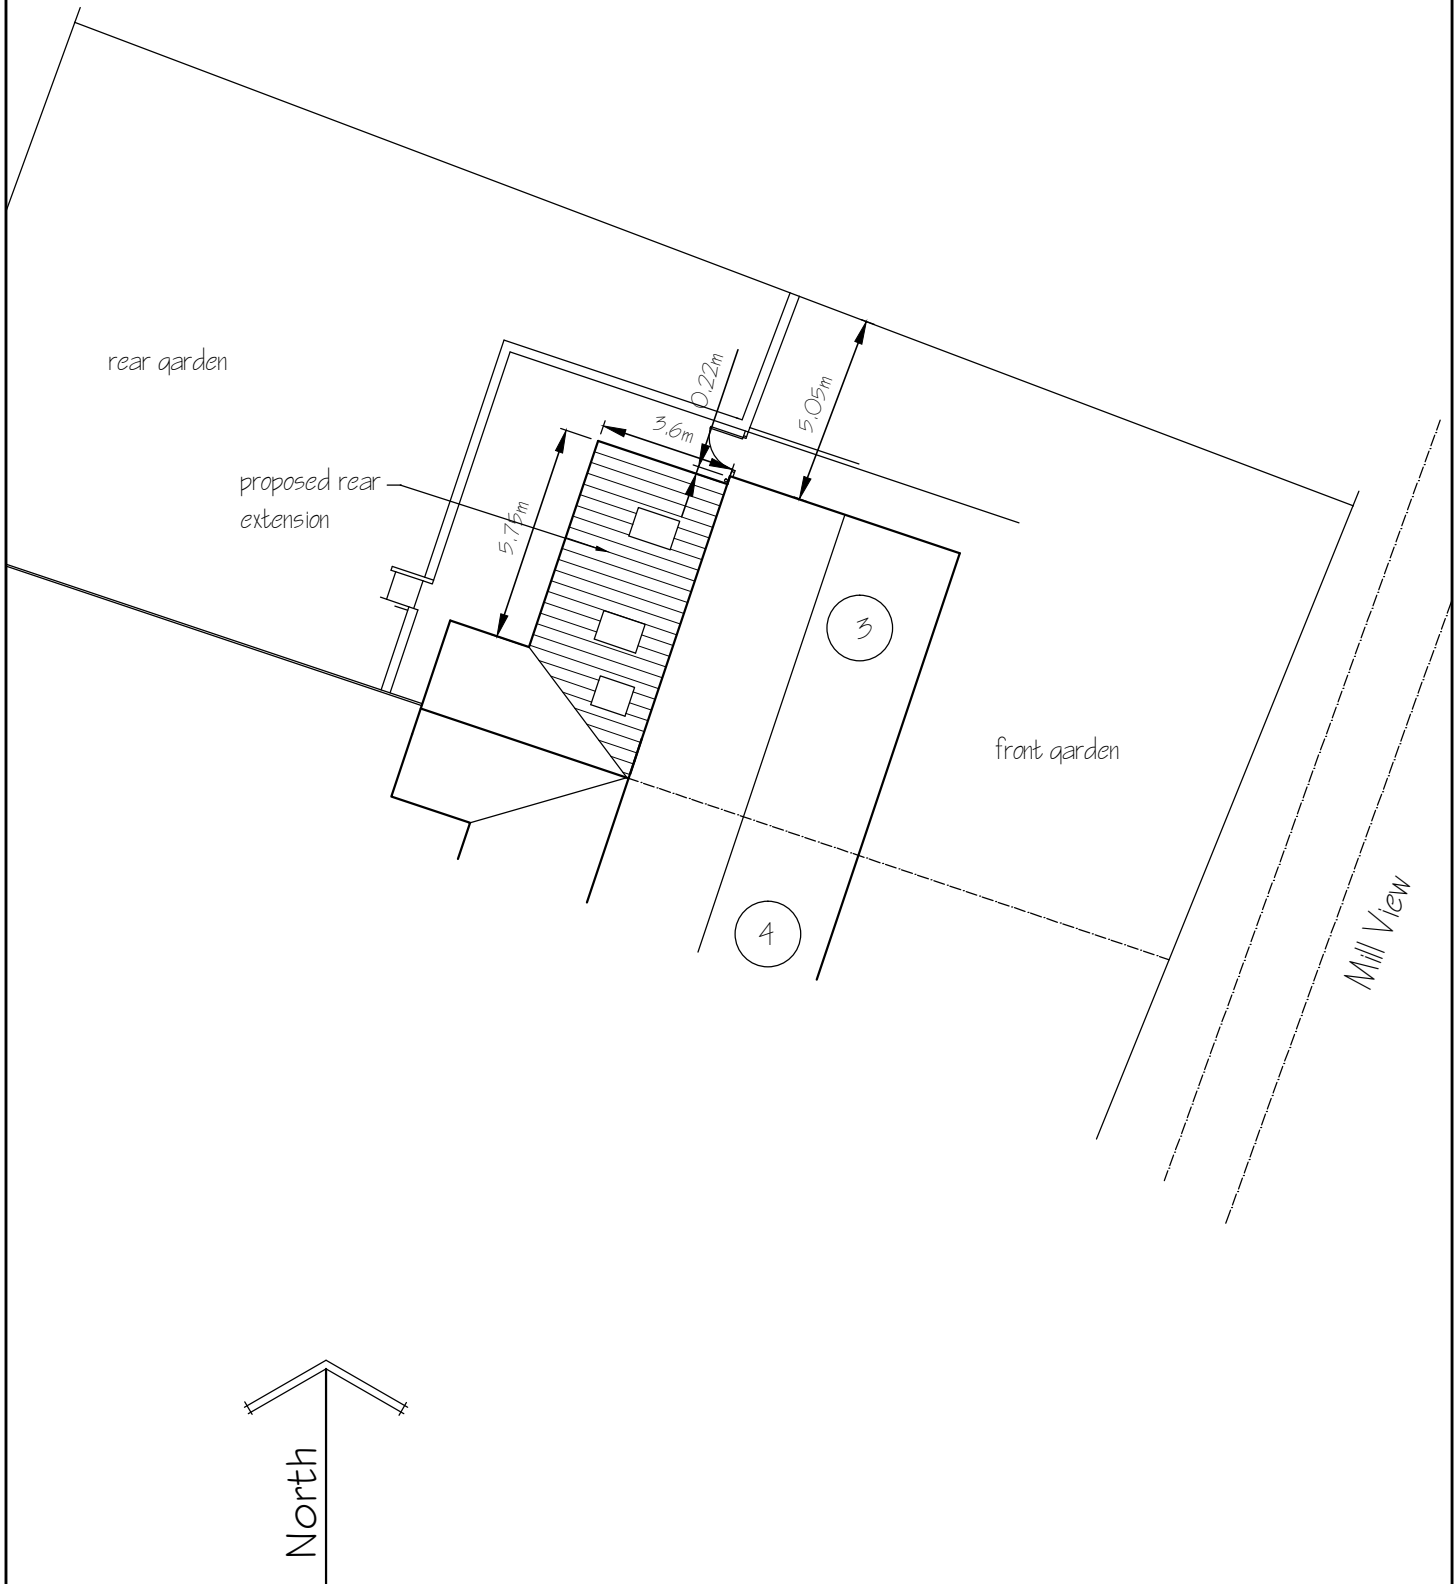 0.22m
5.05m
rear garden
3.6m
proposed rear
extension
5.75m
3
front garden
4
Mill View
North